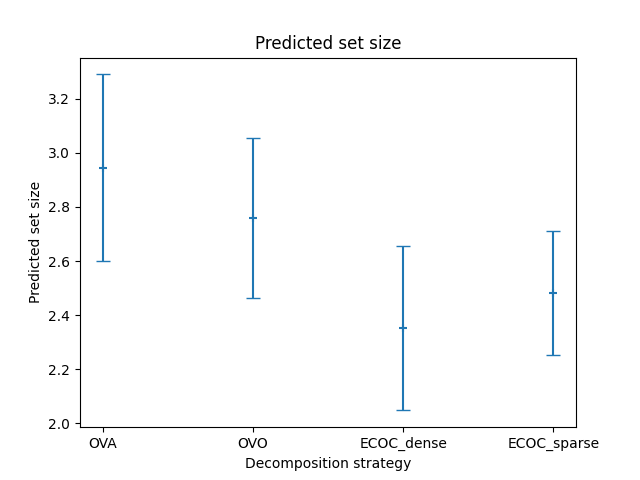 Predicted set size
3.2
3.0
2.8
2.6
2.4
2.2
2.0
Predicted set size
OVA
OVO
ECOC_dense
ECOC_sparse
Decomposition strategy